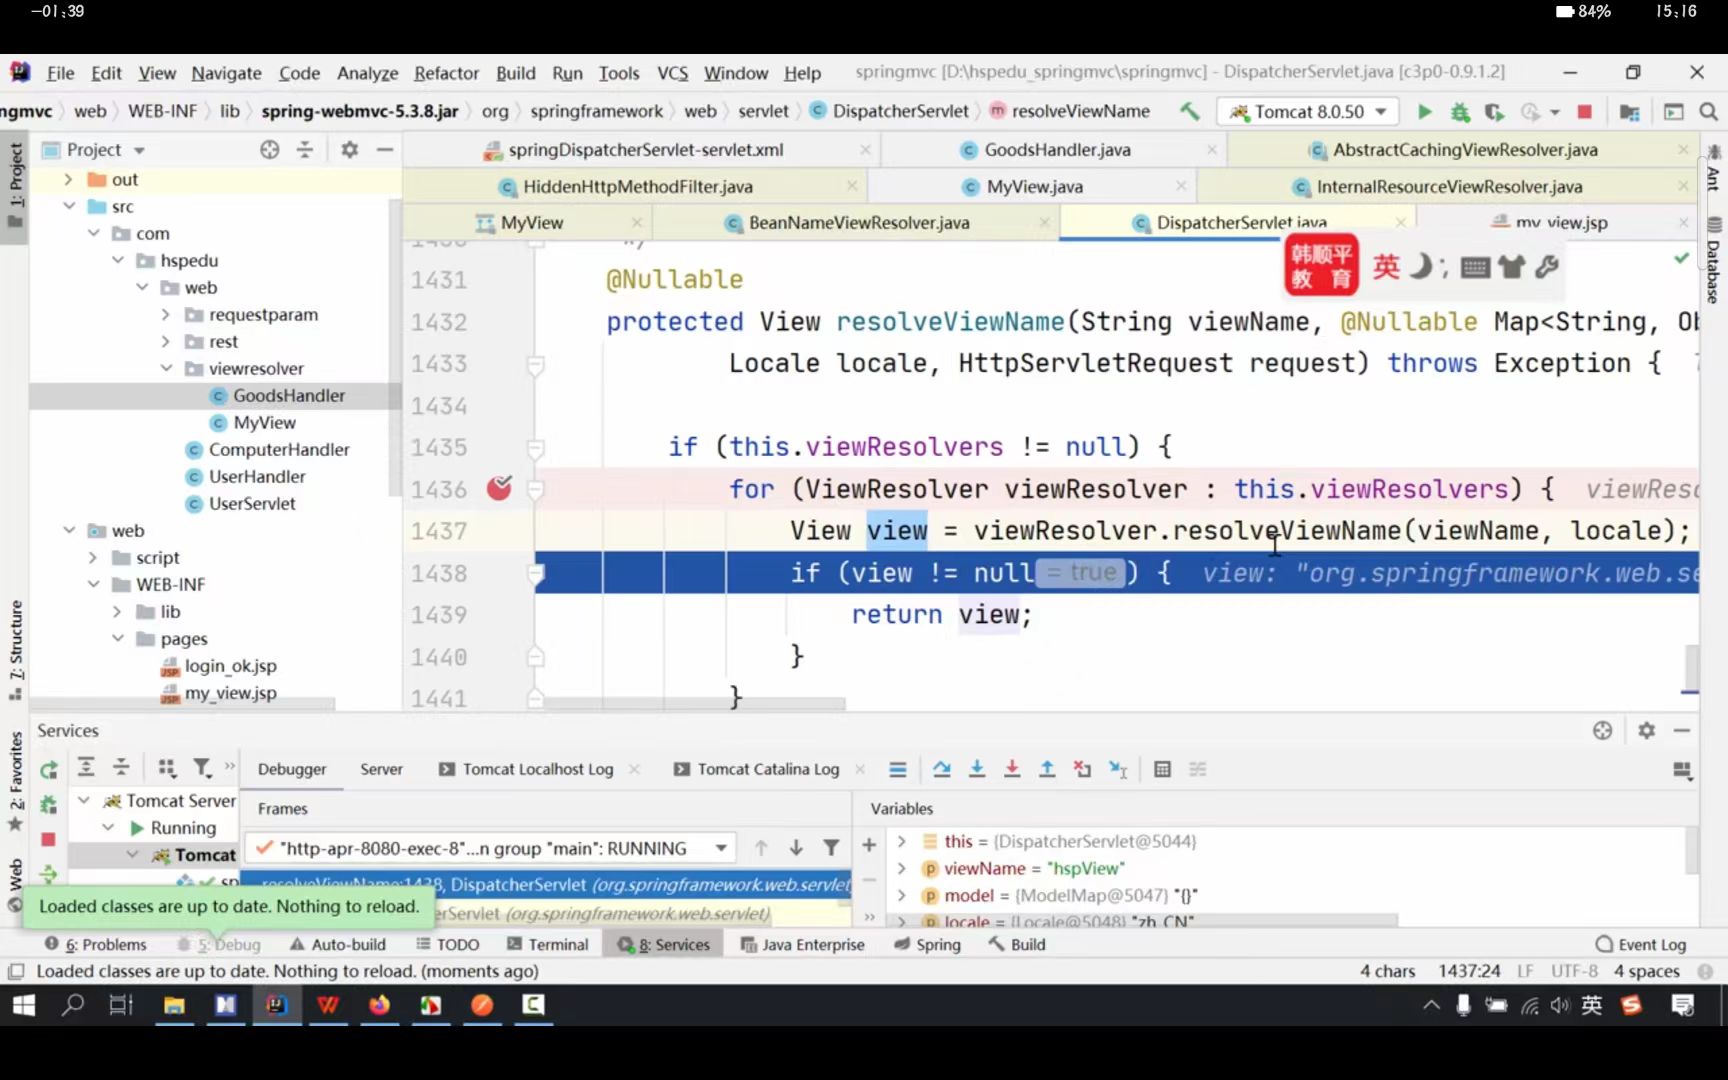 -01:39
84%
15:16
File Edit View Navigate Code Analyze Refactor Build Run Tools VCS Window Help
springmvc [D:\hspedu_springmvc\springmvc] - DispatcherServlet.java [c3p0-0.9.1.2]
ngmvc web WEB-INF lib spring-webmvc-5.3.8.jar org springframework web servlet DispatcherServlet resolveViewName
Tomcat 8.0.50
1: Project
Project
springDispatcherServlet-servlet.xml GoodsHandler.java AbstractCachingViewResolver.java
HiddenHttpMethodFilter.java MyView.java InternalResourceViewResolver.java
MyView BeanNameViewResolver.java DispatcherServlet.java my_view.jsp
Ant
Database
out
src
com
hspedu
web
requestparam
rest
viewresolver
GoodsHandler
MyView
ComputerHandler
UserHandler
UserServlet
web
script
WEB-INF
lib
pages
login_ok.jsp
my_view.jsp
韩顺平
教 育
英
1430 */
1431 @Nullable
1432 protected View resolveViewName(String viewName, @Nullable Map<String, Ob
1433 Locale locale, HttpServletRequest request) throws Exception {
1434
1435 if (this.viewResolvers != null) {
1436 for (ViewResolver viewResolver : this.viewResolvers) { viewReso
1437 View view = viewResolver.resolveViewName(viewName, locale);
1438 if (view != null = true ) { view: "org.springframework.web.se
1439 return view;
1440 }
1441 }
7: Structure
2: Favorites
Web
Services
Debugger Server Tomcat Localhost Log Tomcat Catalina Log
Tomcat Server
Running
Tomcat
sp
Frames
"http-apr-8080-exec-8"...n group "main": RUNNING
resolveViewName:1438, DispatcherServlet (org.springframework.web.servlet
erServlet (org.springframework.web.servlet)
Variables
this = {DispatcherServlet@5044}
viewName = "hspView"
model = {ModelMap@5047} "{}"
locale = {Locale@5048} "zh_CN"
Loaded classes are up to date. Nothing to reload.
6: Problems 5: Debug Auto-build TODO Terminal 8: Services Java Enterprise Spring Build Event Log
Loaded classes are up to date. Nothing to reload. (moments ago)
4 chars 1437:24 LF UTF-8 4 spaces
英